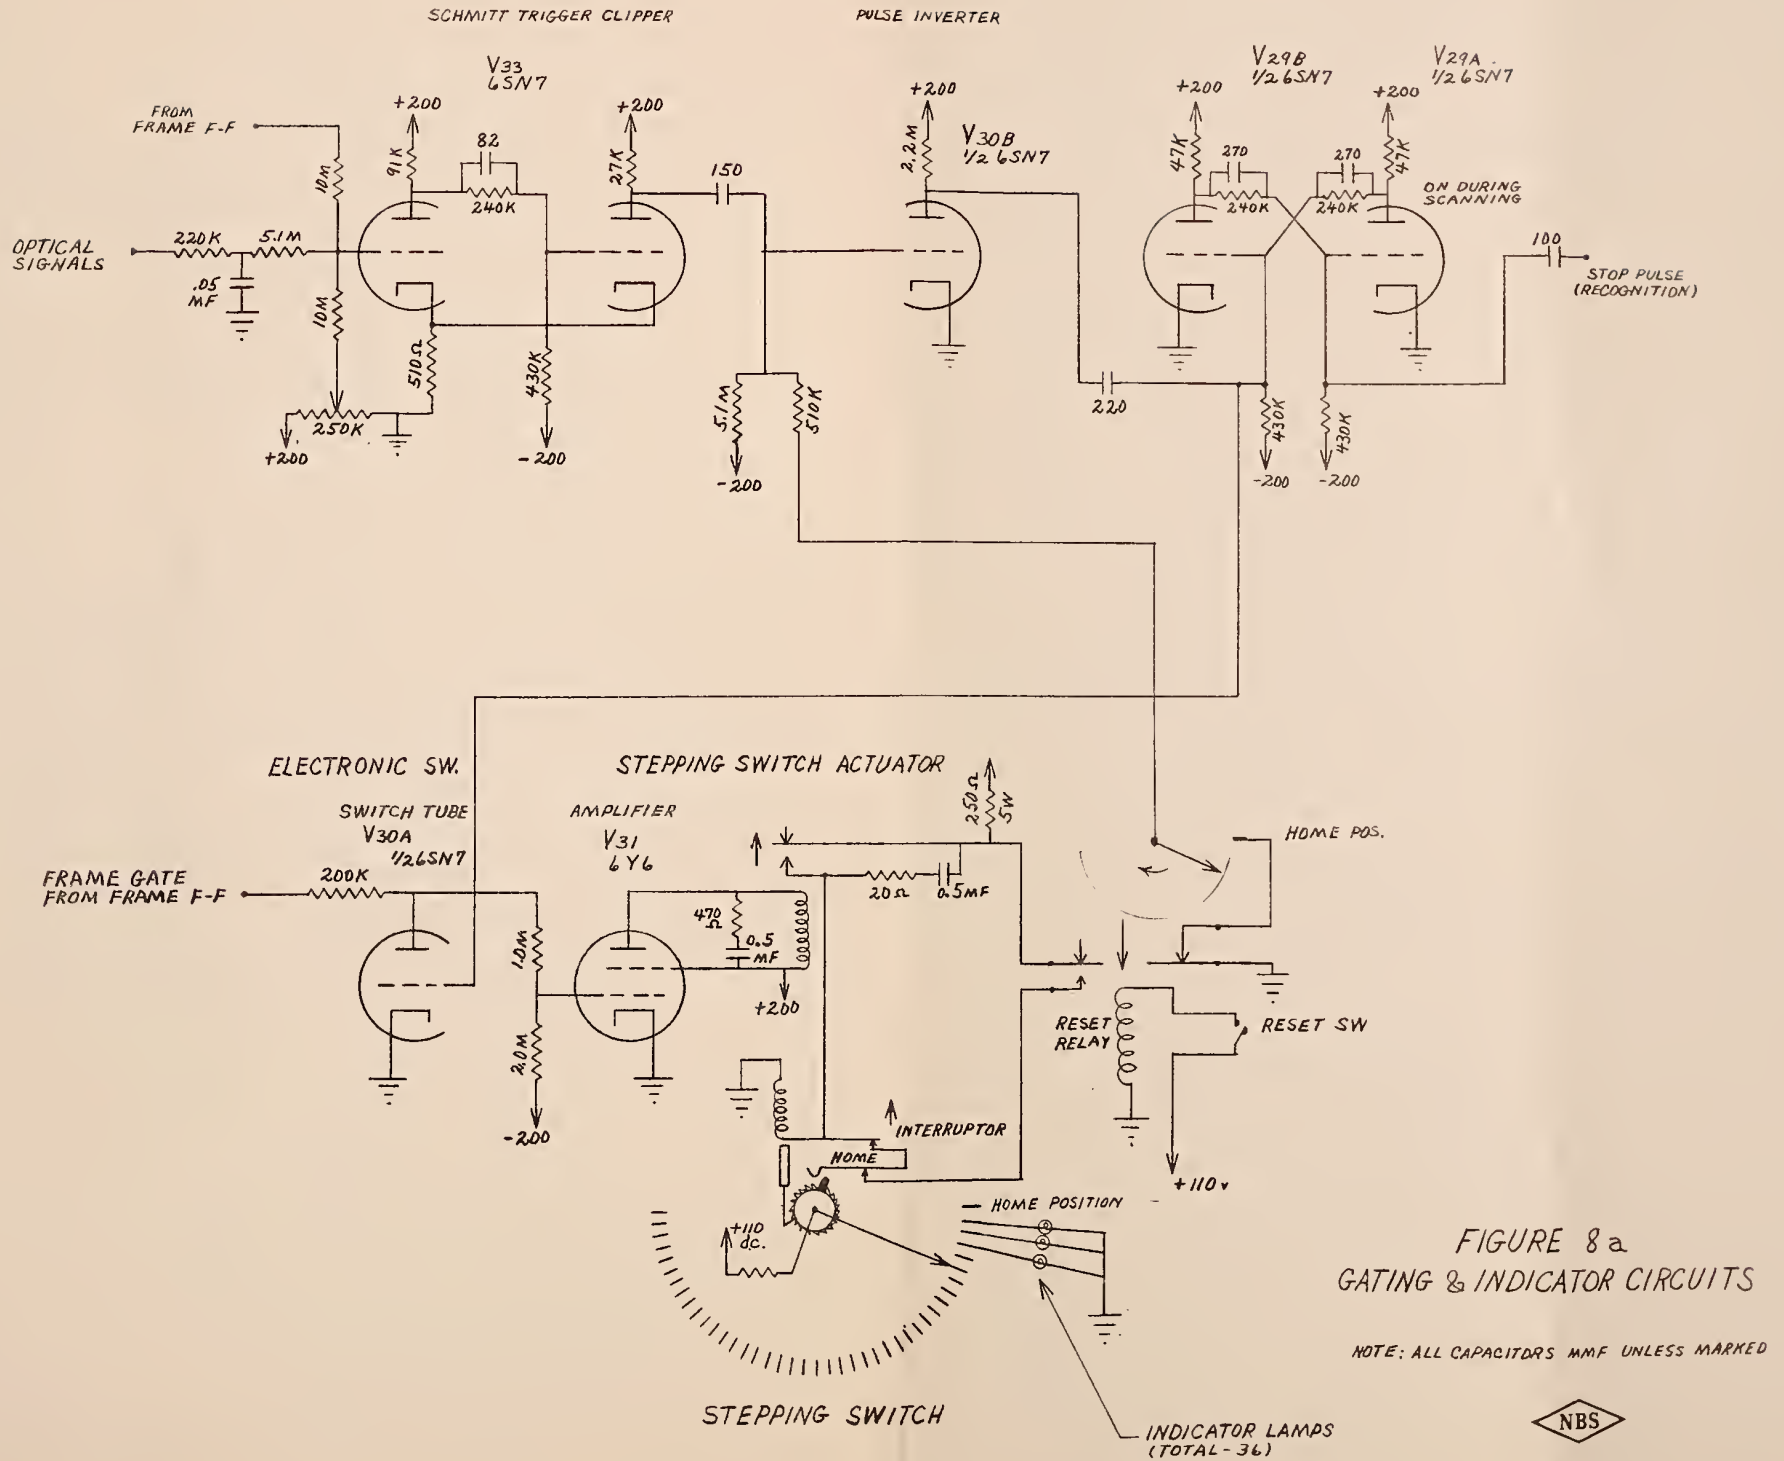 SCHMITT TRIGGER CLIPPER
PULSE INVERTER
V33
6SN7
V29B
1/2 6SN7
V29A
1/2 6SN7
FROM
FRAME F-F
+200
+200
+200
V30B
1/2 6SN7
+200
+200
10M
91K
82
240K
27K
150
2.2M
47K
270
240K
270
240K
47K
ON DURING
SCANNING
OPTICAL
SIGNALS
220K
5.1M
.05
MF
100
STOP PULSE
(RECOGNITION)
10M
510Ω
430K
250K
+200
-200
5.1M
510K
-200
220
430K
430K
-200
-200
ELECTRONIC SW.
STEPPING SWITCH ACTUATOR
SWITCH TUBE
V30A
1/2 6SN7
AMPLIFIER
V31
6Y6
250Ω
5W
HOME POS.
FRAME GATE
FROM FRAME F-F
200K
20Ω
0.5MF
470
Ω
0.5
MF
1.0M
+200
2.0M
-200
RESET
RELAY
RESET SW
INTERRUPTOR
HOME
+110v
HOME POSITION
+110
d.c.
FIGURE 8a
GATING & INDICATOR CIRCUITS
NOTE: ALL CAPACITORS MMF UNLESS MARKED
STEPPING SWITCH
INDICATOR LAMPS
(TOTAL-36)
NBS